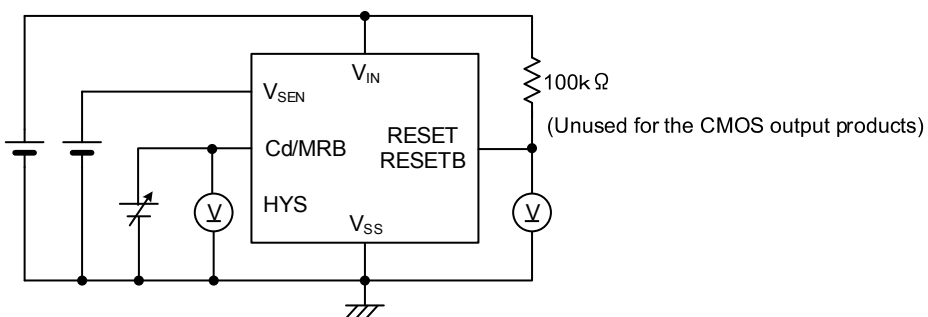 V_IN
100kΩ
V_SEN
(Unused for the CMOS output products)
RESET
Cd/MRB
RESETB
HYS
V
V
V_SS